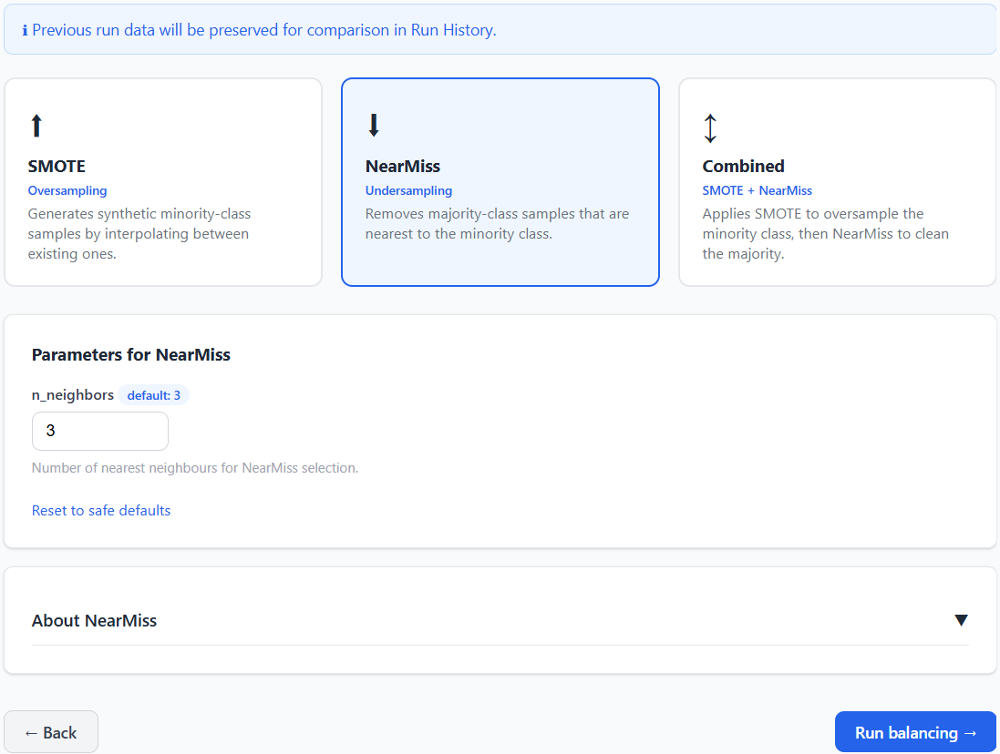 ℹ Previous run data will be preserved for comparison in Run History.
⬆
SMOTE
Oversampling
Generates synthetic minority-class
samples by interpolating between
existing ones.
⬇
NearMiss
Undersampling
Removes majority-class samples that are
nearest to the minority class.
↕
Combined
SMOTE + NearMiss
Applies SMOTE to oversample the
minority class, then NearMiss to clean
the majority.
Parameters for NearMiss
n_neighbors default: 3
3
Number of nearest neighbours for NearMiss selection.
Reset to safe defaults
About NearMiss ▼
← Back
Run balancing →